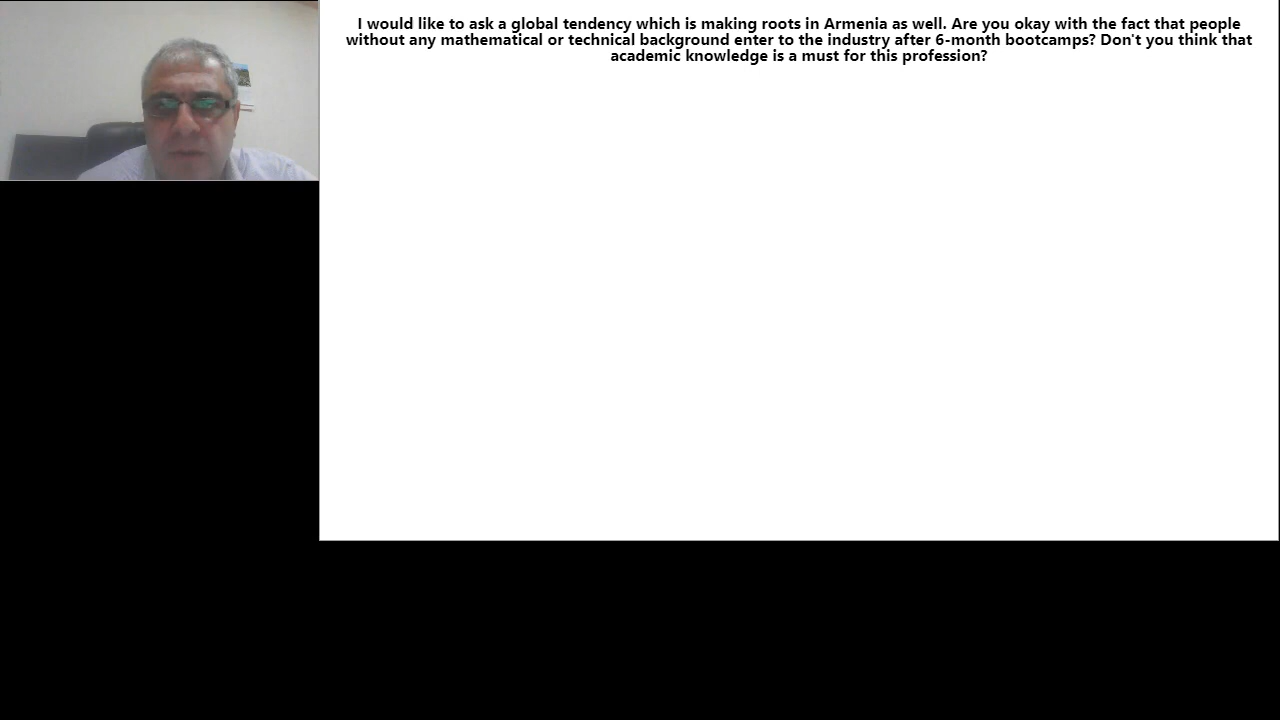 I would like to ask a global tendency which is making roots in Armenia as well. Are you okay with the fact that people
without any mathematical or technical background enter to the industry after 6-month bootcamps? Don't you think that
academic knowledge is a must for this profession?